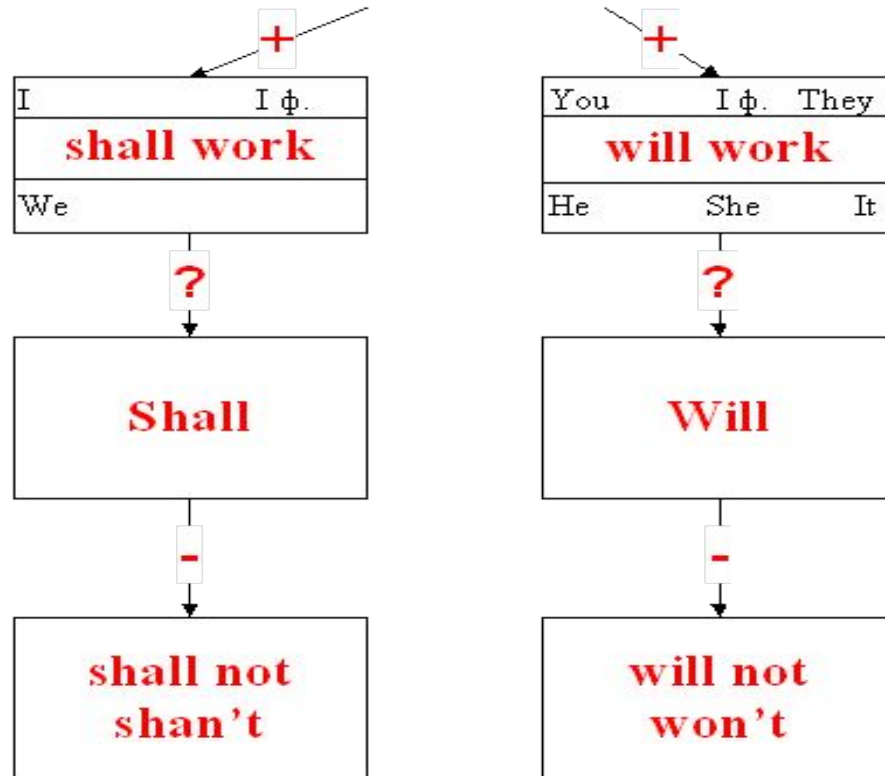 + +
I I ф. You I ф. They
shall work will work
We He She It
? ?
Shall Will
- -
shall not will not
shan't won't